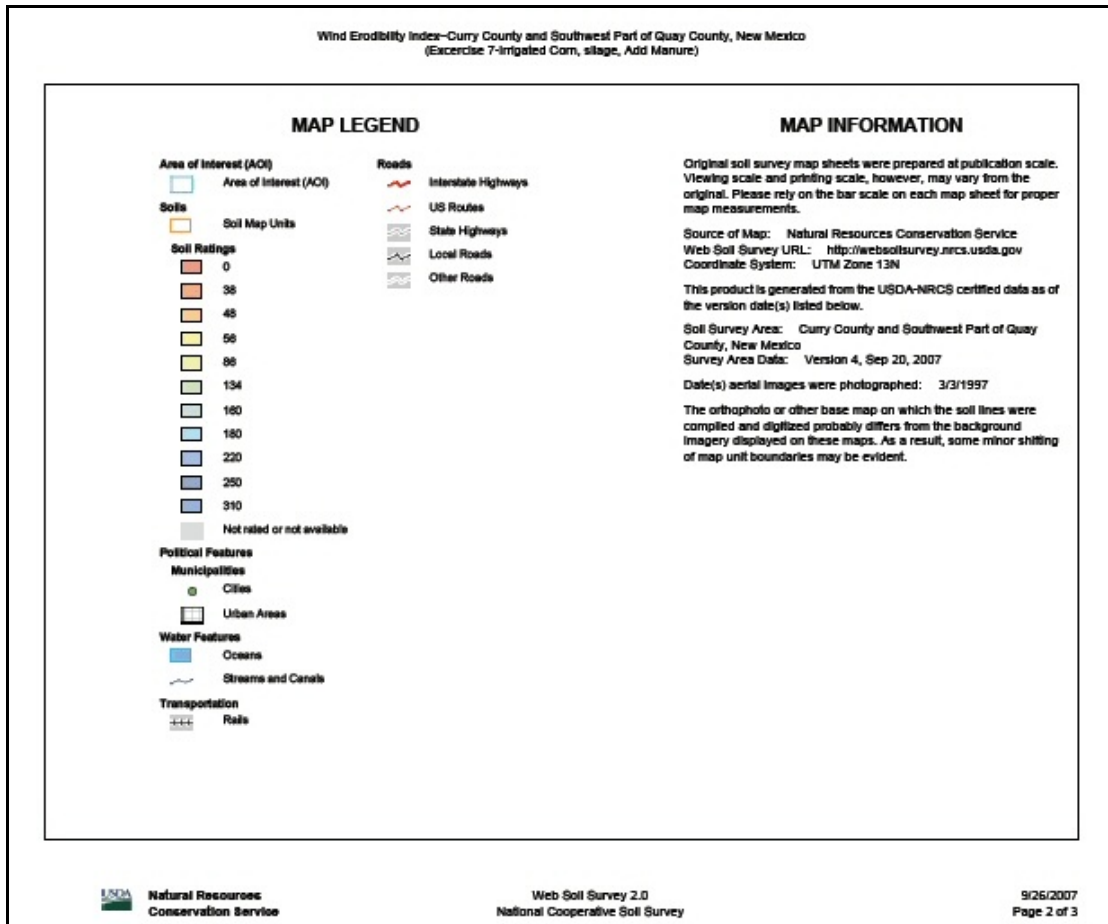 Wind Erodibility Index–Curry County and Southwest Part of Quay County, New Mexico
(Excercise 7-Irrigated Corn, silage, Add Manure)
MAP LEGEND
Area of Interest (AOI)
Area of Interest (AOI)
Soils
Soil Map Units
Soil Ratings
0
38
48
56
86
134
160
180
220
250
310
Not rated or not available
Political Features
Municipalities
Cities
Urban Areas
Water Features
Oceans
Streams and Canals
Transportation
Rails
Roads
Interstate Highways
US Routes
State Highways
Local Roads
Other Roads
MAP INFORMATION
Original soil survey map sheets were prepared at publication scale.
Viewing scale and printing scale, however, may vary from the
original. Please rely on the bar scale on each map sheet for proper
map measurements.
Source of Map: Natural Resources Conservation Service
Web Soil Survey URL: http://websoilsurvey.nrcs.usda.gov
Coordinate System: UTM Zone 13N
This product is generated from the USDA-NRCS certified data as of
the version date(s) listed below.
Soil Survey Area: Curry County and Southwest Part of Quay
County, New Mexico
Survey Area Data: Version 4, Sep 20, 2007
Date(s) aerial images were photographed: 3/3/1997
The orthophoto or other base map on which the soil lines were
compiled and digitized probably differs from the background
imagery displayed on these maps. As a result, some minor shifting
of map unit boundaries may be evident.
USDA
Natural Resources
Conservation Service
Web Soil Survey 2.0
National Cooperative Soil Survey
9/26/2007
Page 2 of 3